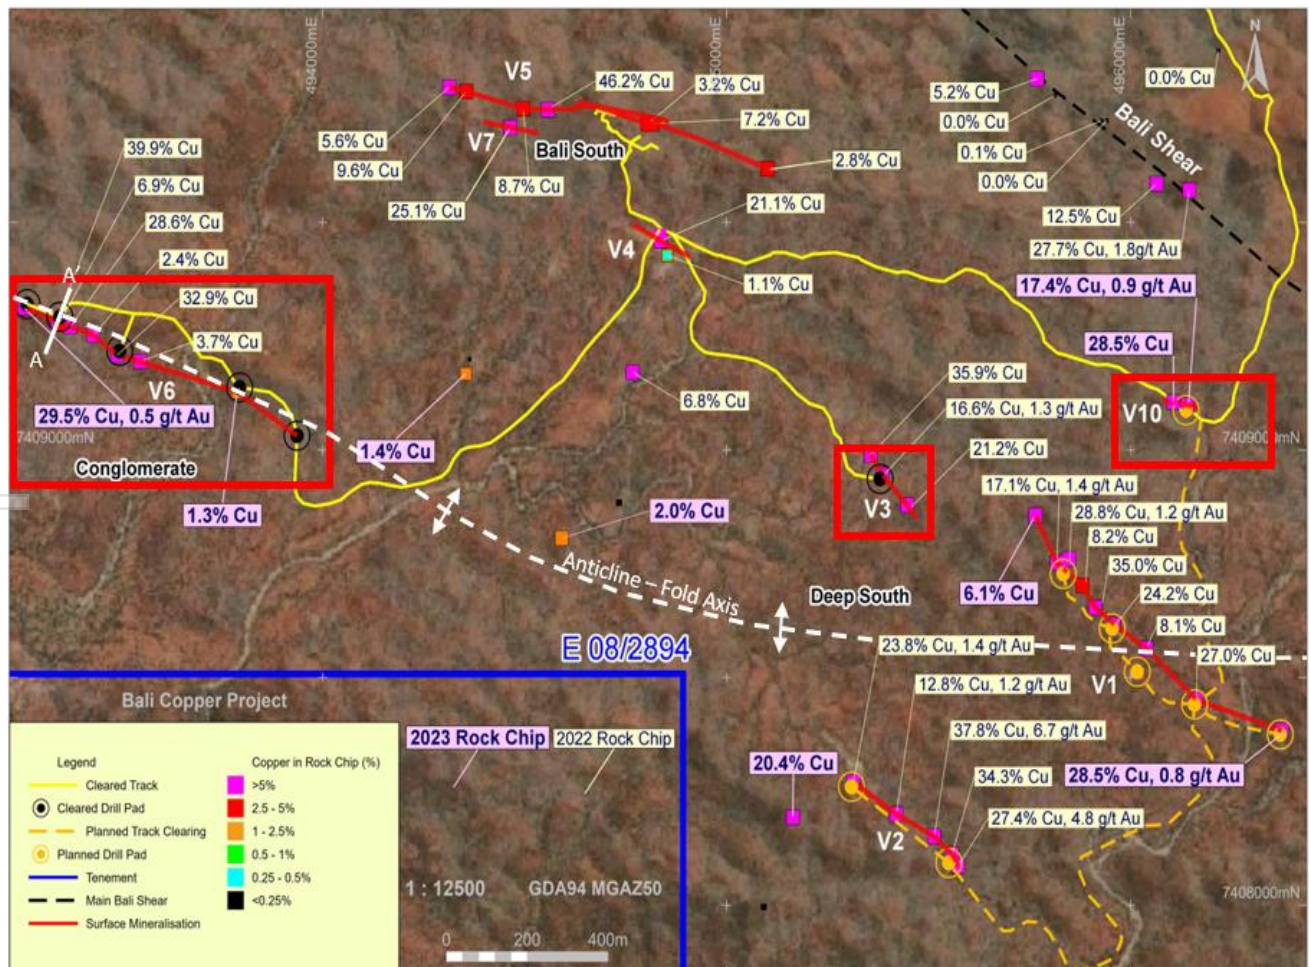 N
494000mE
495000mE
496000mE
V5
46.2% Cu
3.2% Cu
0.0% Cu
5.2% Cu
0.0% Cu
7.2% Cu
Bali Shear
5.6% Cu
V7
Bali South
0.1% Cu
39.9% Cu
9.6% Cu
2.8% Cu
6.9% Cu
8.7% Cu
0.0% Cu
25.1% Cu
21.1% Cu
12.5% Cu
28.6% Cu
V4
27.7% Cu, 1.8g/t Au
2.4% Cu
A'
1.1% Cu
17.4% Cu, 0.9 g/t Au
32.9% Cu
3.7% Cu
28.5% Cu
A
35.9% Cu
V6
6.8% Cu
16.6% Cu, 1.3 g/t Au
V10
29.5% Cu, 0.5 g/t Au
7409000mN
7409000mN
1.4% Cu
21.2% Cu
Conglomerate
17.1% Cu, 1.4 g/t Au
V3
1.3% Cu
2.0% Cu
28.8% Cu, 1.2 g/t Au
8.2% Cu
35.0% Cu
Anticline – Fold Axis
Deep South
6.1% Cu
24.2% Cu
8.1% Cu
E 08/2894
23.8% Cu, 1.4 g/t Au
27.0% Cu
12.8% Cu, 1.2 g/t Au
V1
Bali Copper Project
37.8% Cu, 6.7 g/t Au
2023 Rock Chip
2022 Rock Chip
20.4% Cu
34.3% Cu
28.5% Cu, 0.8 g/t Au
27.4% Cu, 4.8 g/t Au
V2
Legend
Cleared Track
Cleared Drill Pad
Planned Track Clearing
Planned Drill Pad
Tenement
Main Bali Shear
Surface Mineralisation
Copper in Rock Chip (%)
>5%
2.5 - 5%
1 - 2.5%
0.5 - 1%
0.25 - 0.5%
<0.25%
1 : 12500
GDA94 MGAZ50
7408000mN
0 200 400m